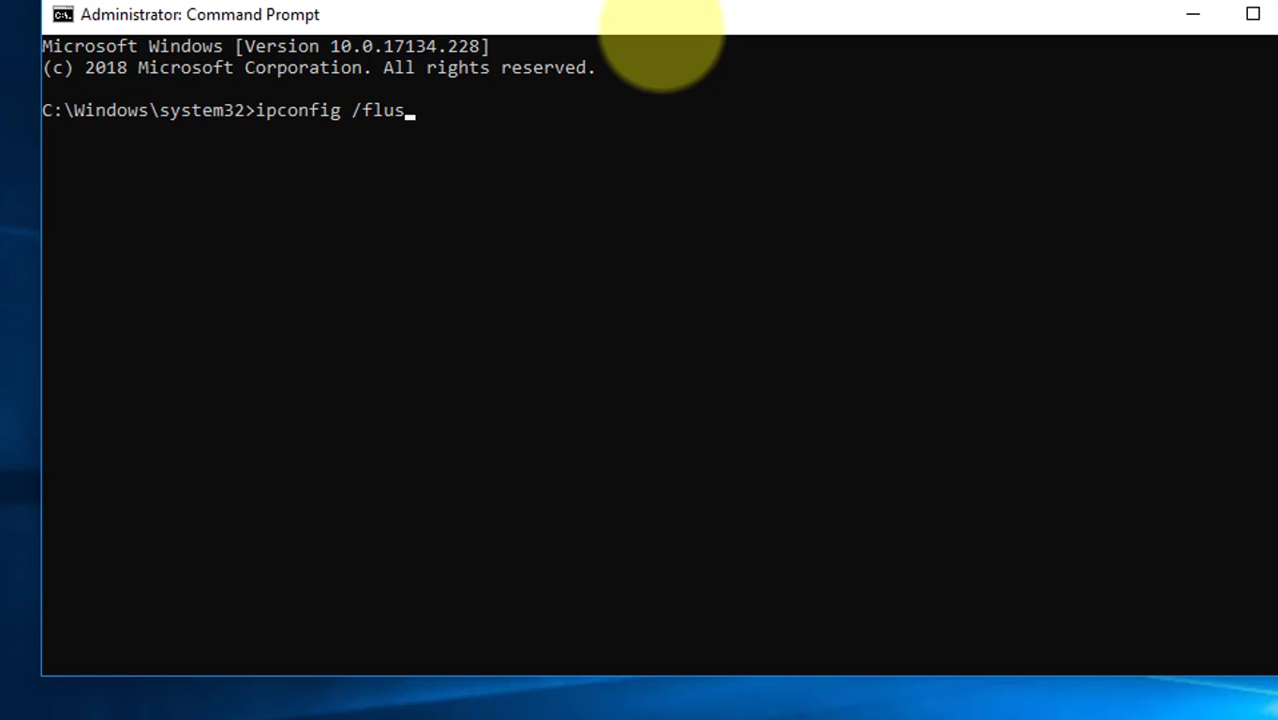 Administrator: Command Prompt
Microsoft Windows [Version 10.0.17134.228]
(c) 2018 Microsoft Corporation. All rights reserved.
C:\Windows\system32>ipconfig /flus